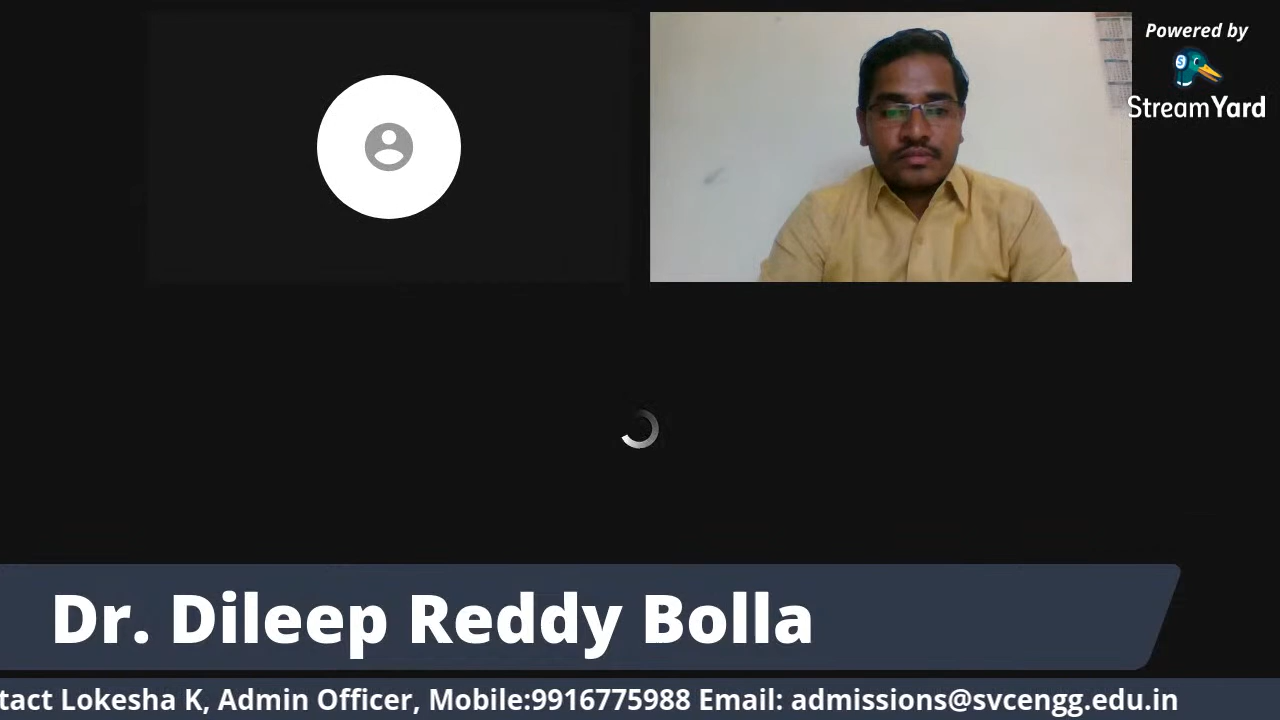 Powered by
StreamYard
Dr. Dileep Reddy Bolla
tact Lokesha K, Admin Officer, Mobile:9916775988 Email: admissions@svcengg.edu.in